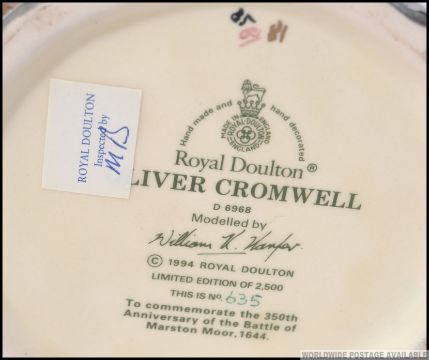 Hand made and hand decorated
MADE IN ENGLAND
ROYAL DOULTON
ENGLAND
Royal Doulton®
LIVER CROMWELL
D 6968
Modelled by
William K. Harper
© 1994 ROYAL DOULTON
LIMITED EDITION OF 2,500
THIS IS Nº. 635
To commemorate the 350th
Anniversary of the Battle of
Marston Moor,1644.
ROYAL DOULTON
Inspected by
WORLDWIDE POSTAGE AVAILABLE